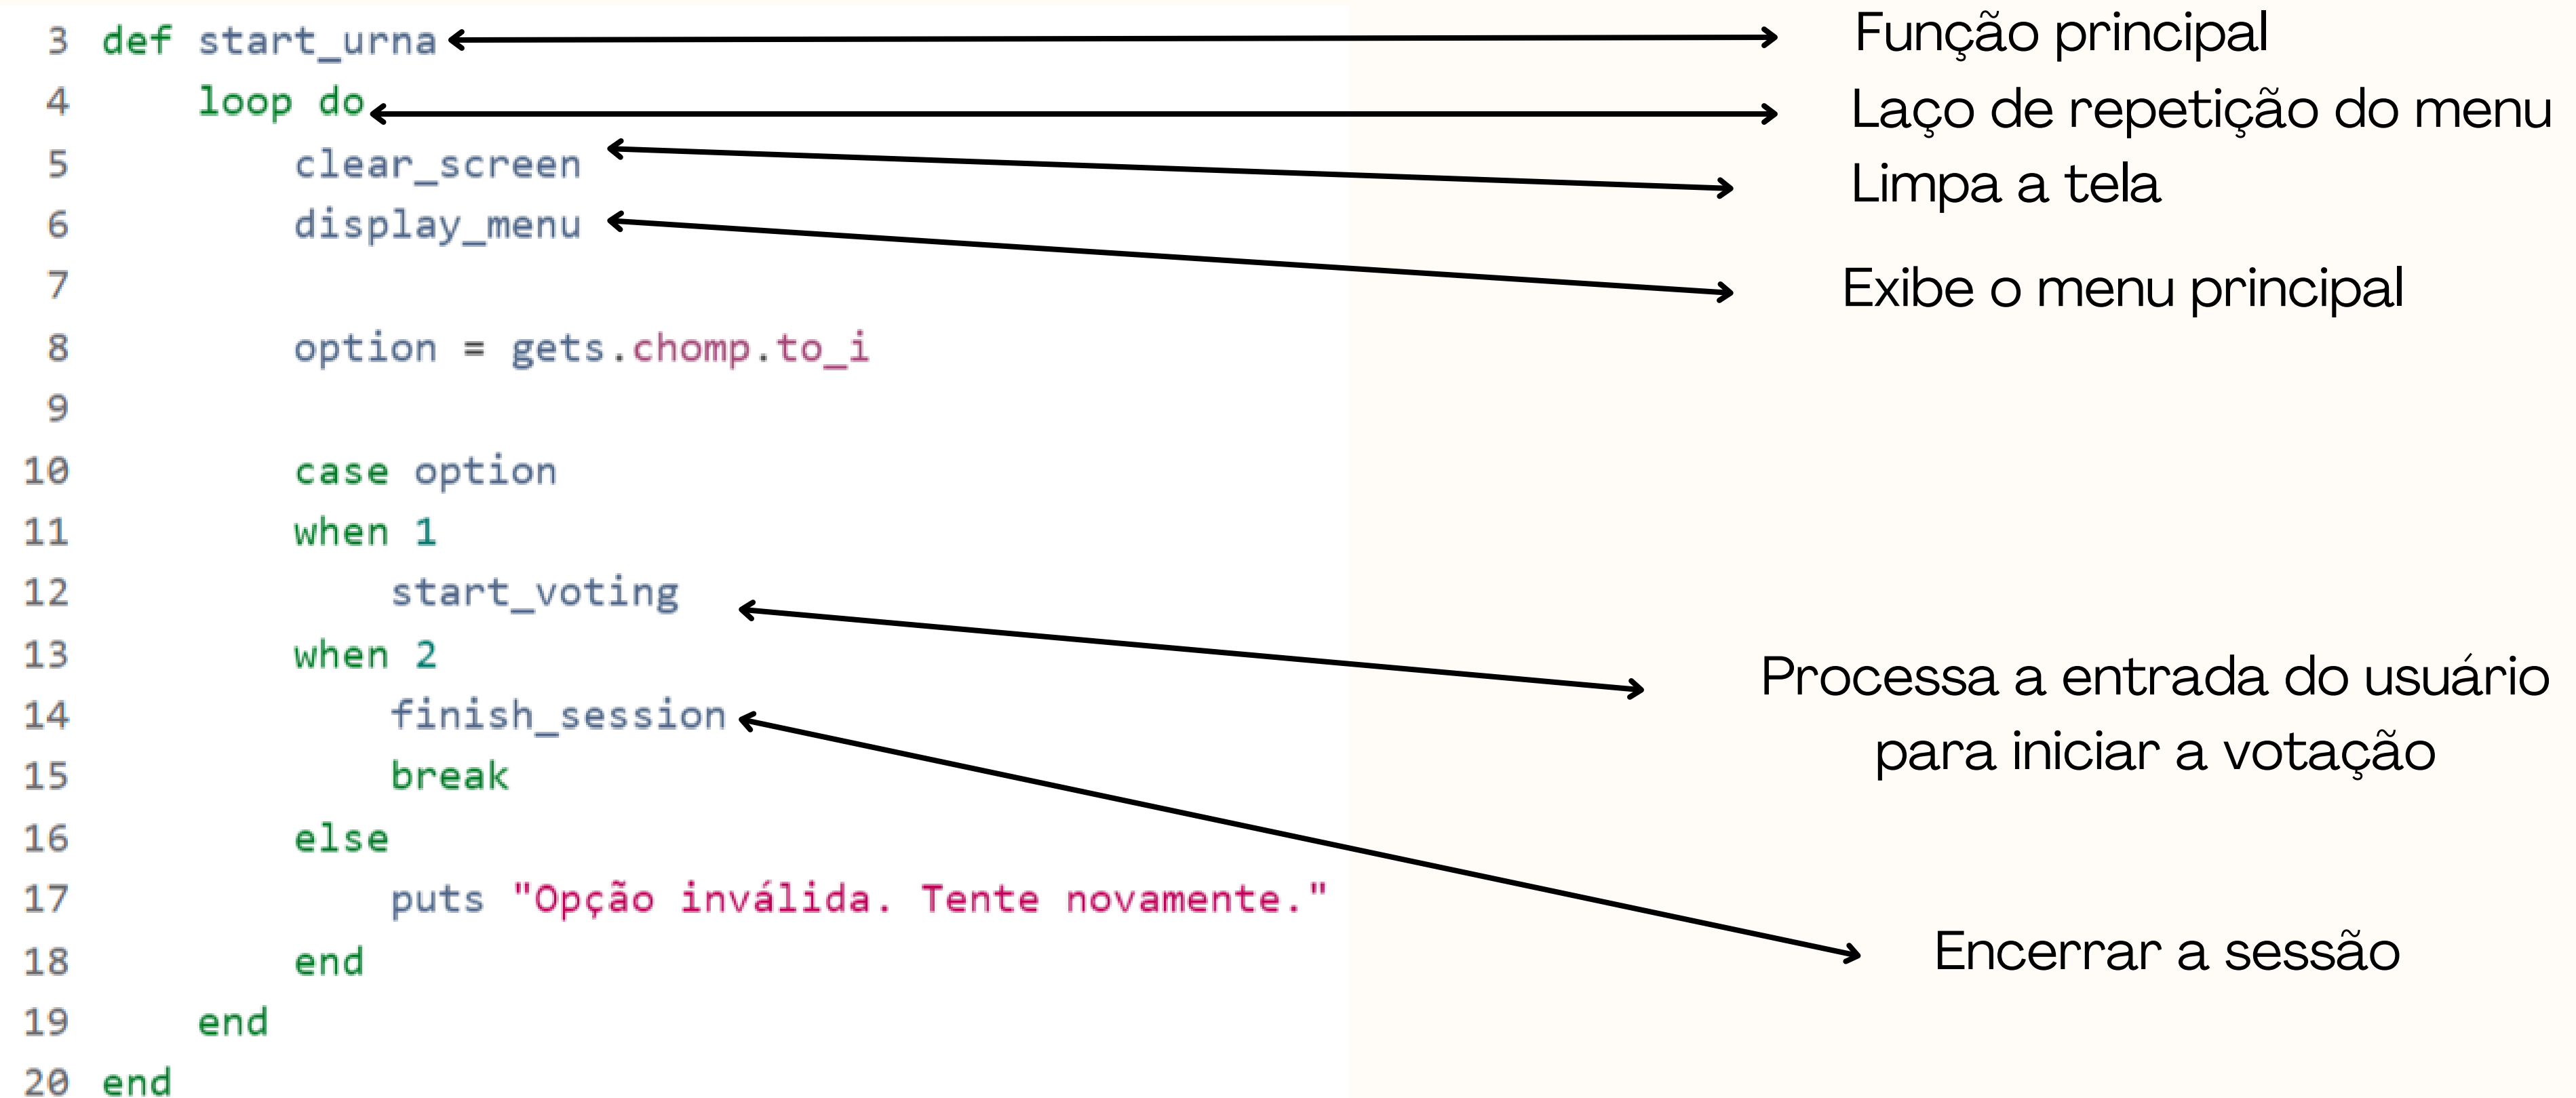 3 def start_urna
Função principal
4 loop do
Laço de repetição do menu
5 clear_screen
Limpa a tela
6 display_menu
Exibe o menu principal
7
8 option = gets.chomp.to_i
9
10 case option
11 when 1
12 start_voting
Processa a entrada do usuário
para iniciar a votação
13 when 2
14 finish_session
Encerrar a sessão
15 break
16 else
17 puts "Opção inválida. Tente novamente."
18 end
19 end
20 end